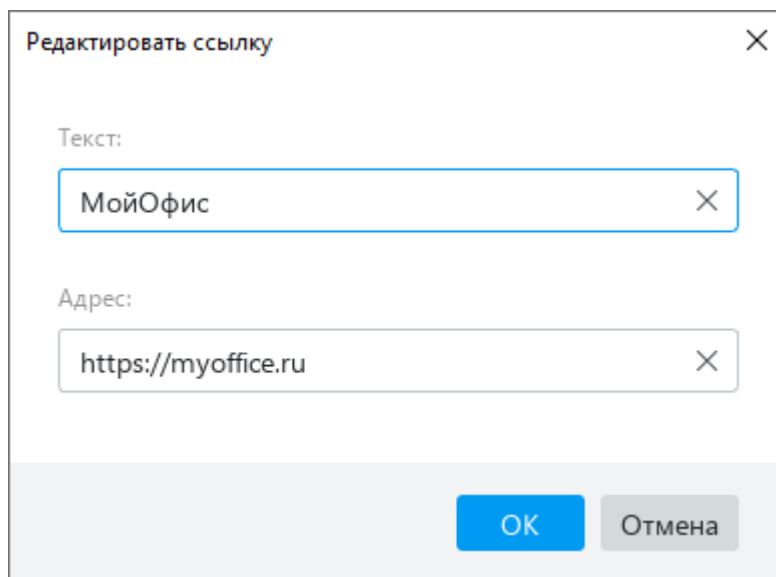 Редактировать ссылку
Текст:
МойОфис
Адрес:
https://myoffice.ru
OK
Отмена